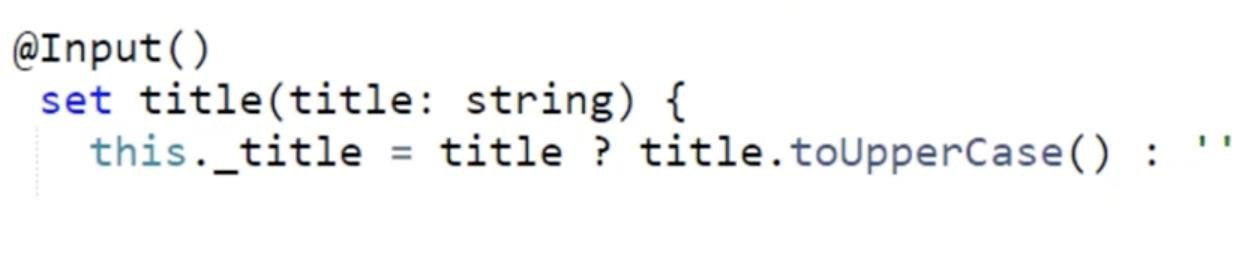 @Input()
set title(title: string) {
this._title = title ? title.toUpperCase() : ''